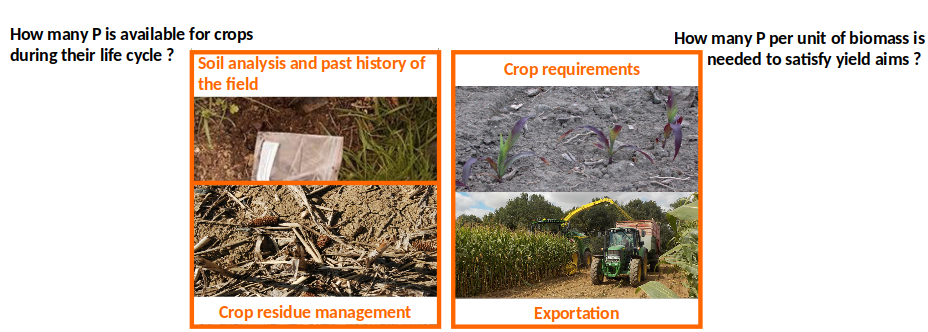 How many P is available for crops
during their life cycle ?
How many P per unit of biomass is
needed to satisfy yield aims ?
Soil analysis and past history of
the field
Crop requirements
Crop residue management
Exportation